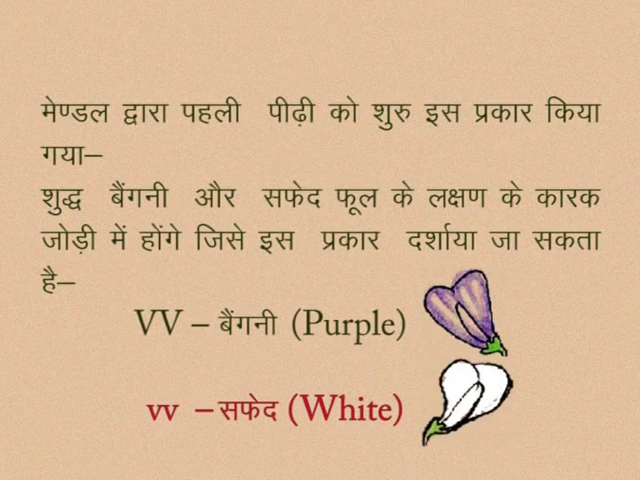 मेण्डल द्वारा पहली पीढ़ी को शुरु इस प्रकार किया
गया–
शुद्ध बैंगनी और सफेद फूल के लक्षण के कारक
जोड़ी में होंगे जिसे इस प्रकार दर्शाया जा सकता
है–
VV – बैंगनी (Purple)
vv – सफेद (White)